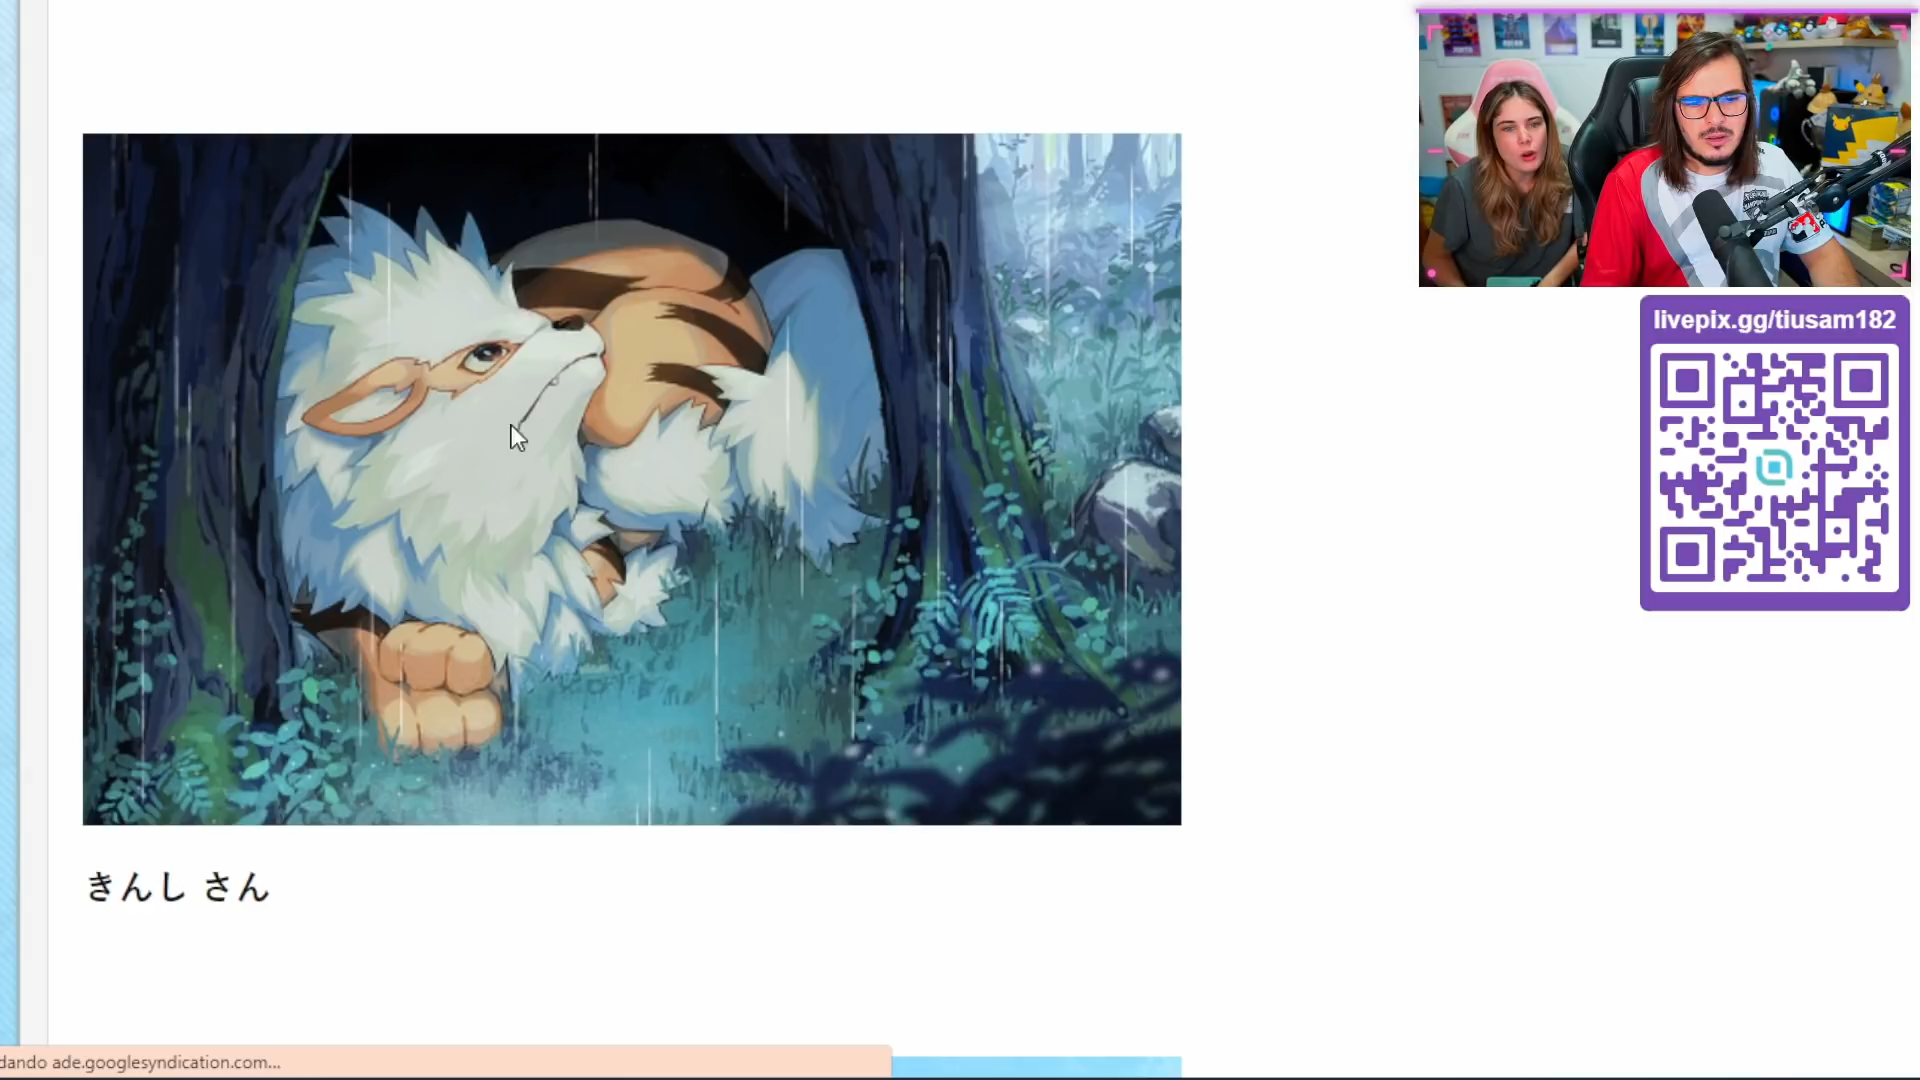 livepix.gg/tiusam182
きんし さん
dando ade.googlesyndication.com...